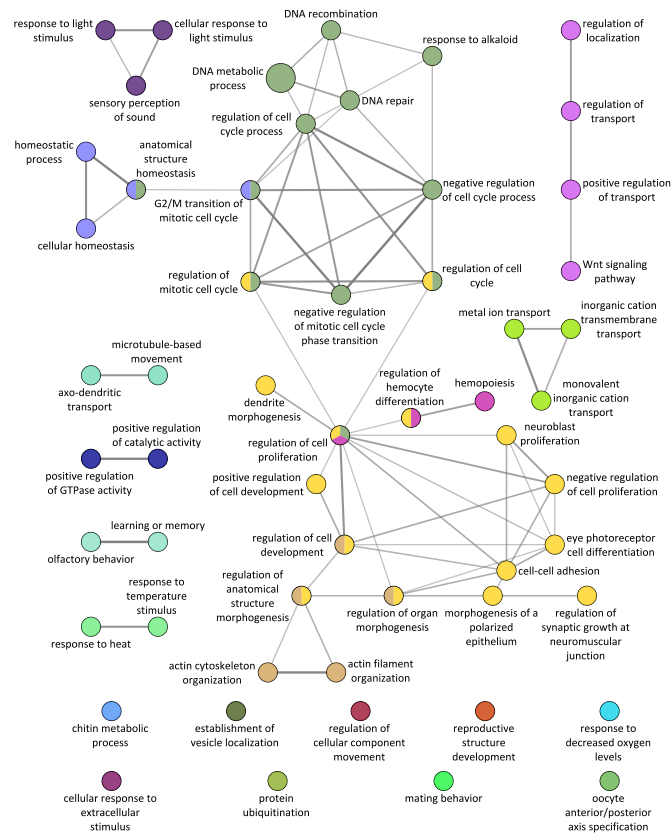 response to light
stimulus
cellular response to
light stimulus
sensory perception
of sound
DNA recombination
response to alkaloid
DNA metabolic
process
DNA repair
regulation of cell
cycle process
regulation of
localization
regulation of
transport
positive regulation
of transport
Wnt signaling
pathway
homeostatic
process
anatomical
structure
homeostasis
cellular homeostasis
G2/M transition of
mitotic cell cycle
negative regulation
of cell cycle process
regulation of
mitotic cell cycle
regulation of cell
cycle
negative regulation
of mitotic cell cycle
phase transition
metal ion transport
inorganic cation
transmembrane
transport
monovalent
inorganic cation
transport
microtubule-based
movement
axo-dendritic
transport
dendrite
morphogenesis
regulation of
hemocyte
differentiation
hemopoiesis
regulation of cell
proliferation
neuroblast
proliferation
positive regulation
of catalytic activity
positive regulation
of GTPase activity
positive regulation
of cell development
negative regulation
of cell proliferation
learning or memory
olfactory behavior
regulation of cell
development
eye photoreceptor
cell differentiation
cell-cell adhesion
response to
temperature
stimulus
response to heat
regulation of
anatomical
structure
morphogenesis
regulation of organ
morphogenesis
morphogenesis of a
polarized
epithelium
regulation of
synaptic growth at
neuromuscular
junction
actin cytoskeleton
organization
actin filament
organization
chitin metabolic
process
establishment of
vesicle localization
regulation of
cellular component
movement
reproductive
structure
development
response to
decreased oxygen
levels
cellular response to
extracellular
stimulus
protein
ubiquitination
mating behavior
oocyte
anterior/posterior
axis specification